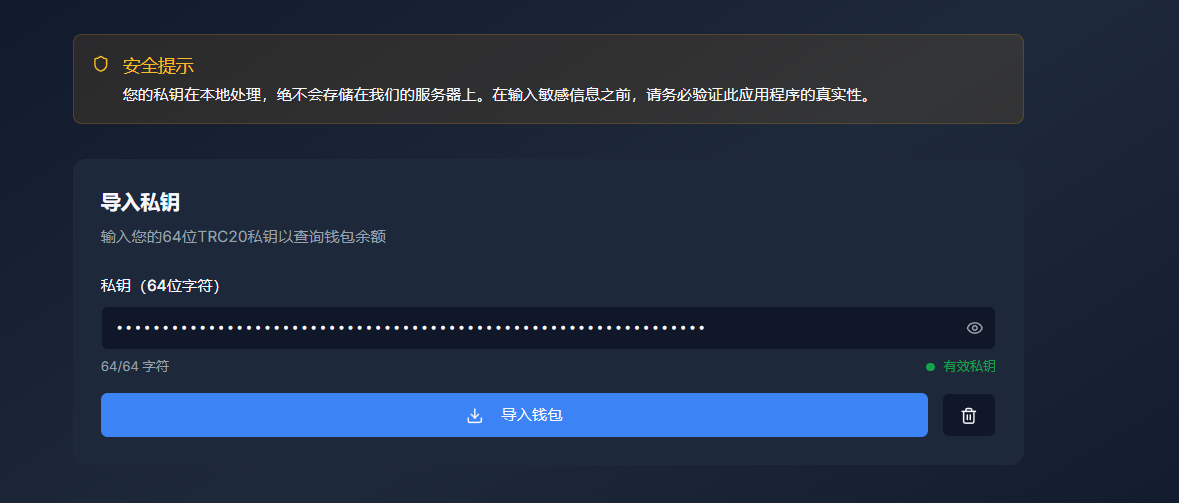 安全提示
您的私钥在本地处理，绝不会存储在我们的服务器上。在输入敏感信息之前，请务必验证此应用程序的真实性。
导入私钥
输入您的64位TRC20私钥以查询钱包余额
私钥（64位字符）
••••••••••••••••••••••••••••••••••••••••••••••••••••••••••••••••
64/64 字符 有效私钥
导入钱包